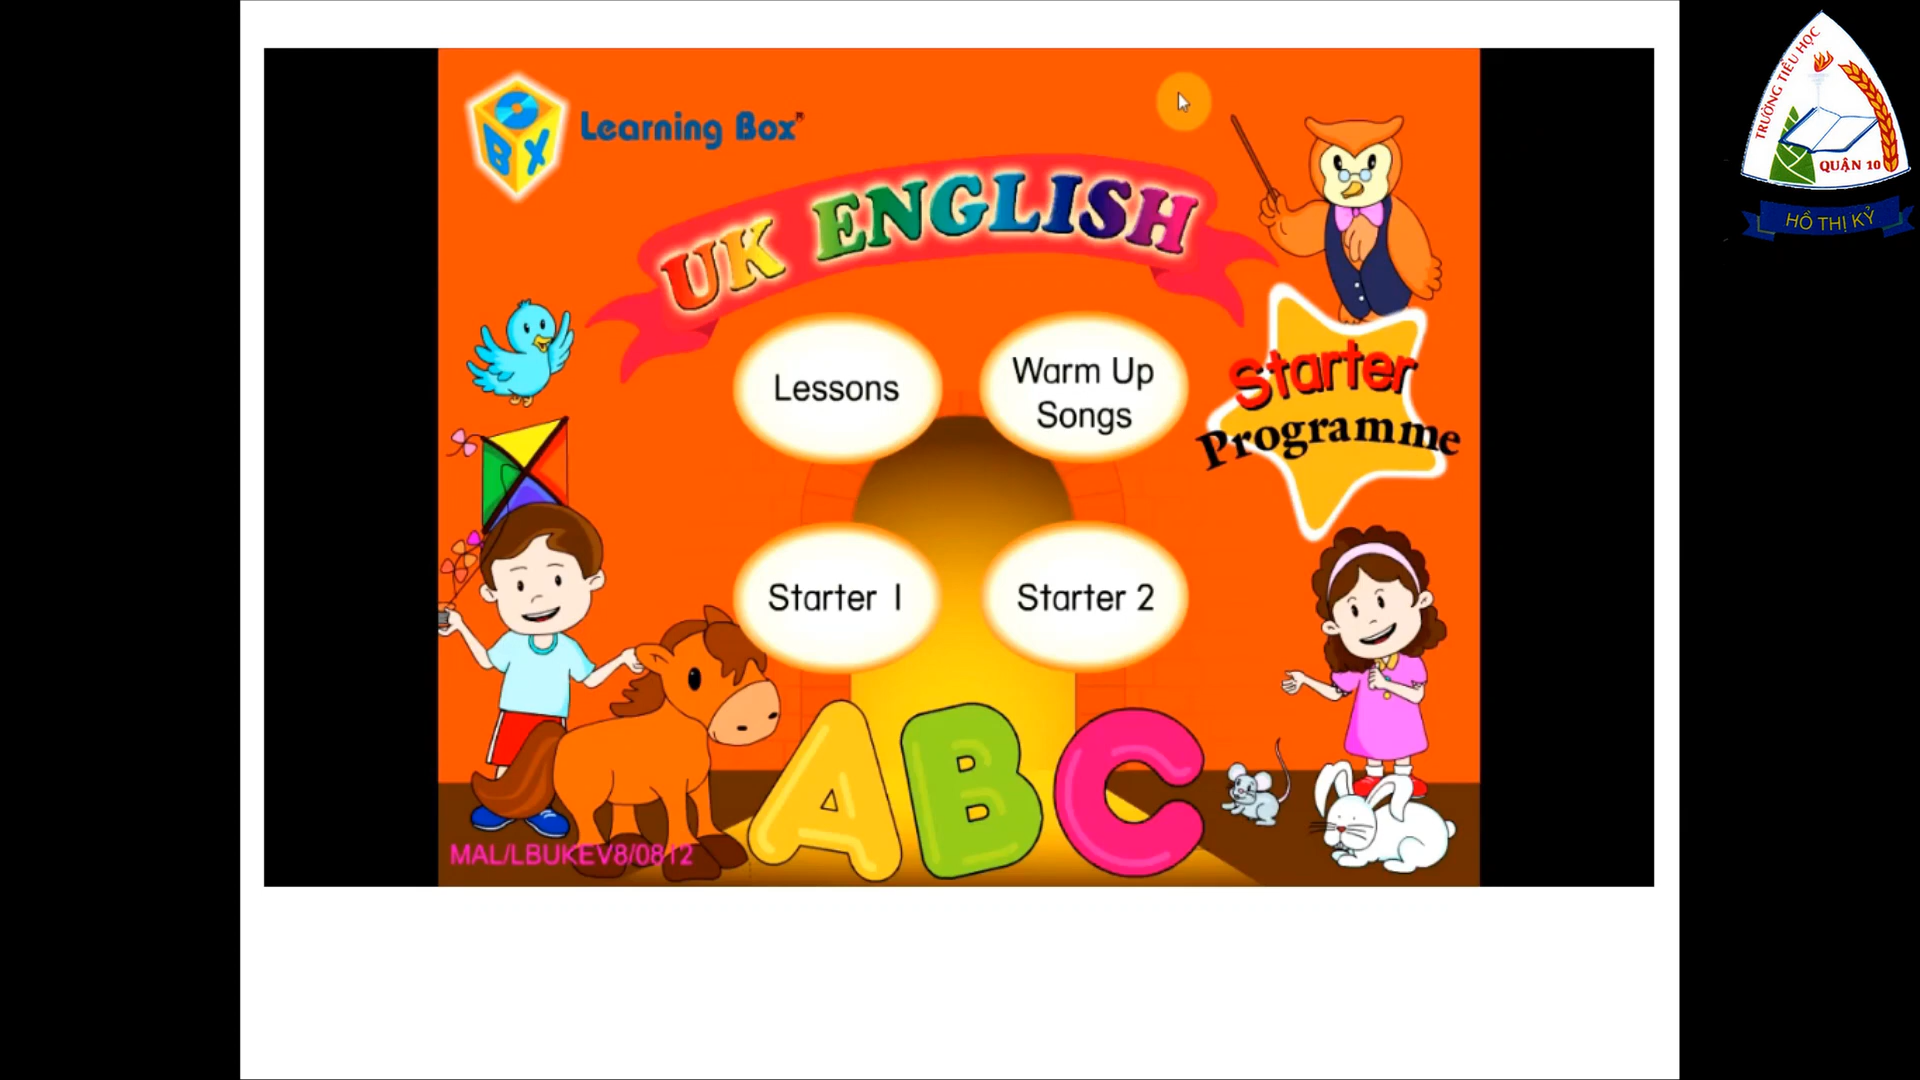 BX
Learning Box®
UK ENGLISH
Lessons
Warm Up
Songs
Starter
Programme
Starter 1
Starter 2
ABC
MAL/LBUKEV8/0812
TRƯỜNG TIỂU HỌC
QUẬN 10
HỒ THỊ KỶ